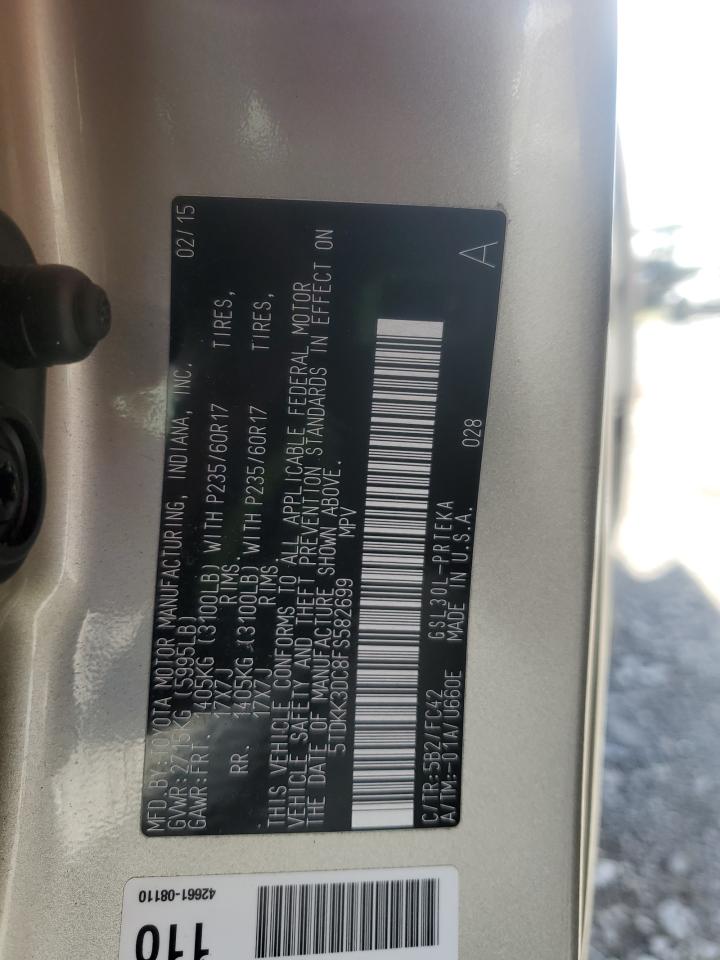 MFD.BY:TOYOTA MOTOR MANUFACTURING, INDIANA, INC. 02/15
GVWR:2715KG (5995LB)
GAWR:FRT. 1405KG (3100LB) WITH P235/60R17 TIRES,
17X7J RIMS
RR. 1405KG (3100LB) WITH P235/60R17 TIRES,
17X7J RIMS
THIS VEHICLE CONFORMS TO ALL APPLICABLE FEDERAL MOTOR
VEHICLE SAFETY AND THEFT PREVENTION STANDARDS IN EFFECT ON
THE DATE OF MANUFACTURE SHOWN ABOVE.
5TDKK3DC8FS582699 MPV
C/TR:5B2/FC42 GSL30L-PRTEKA 028 A
A/TM:-01A/U660E MADE IN U.S.A.
42661-08110
110